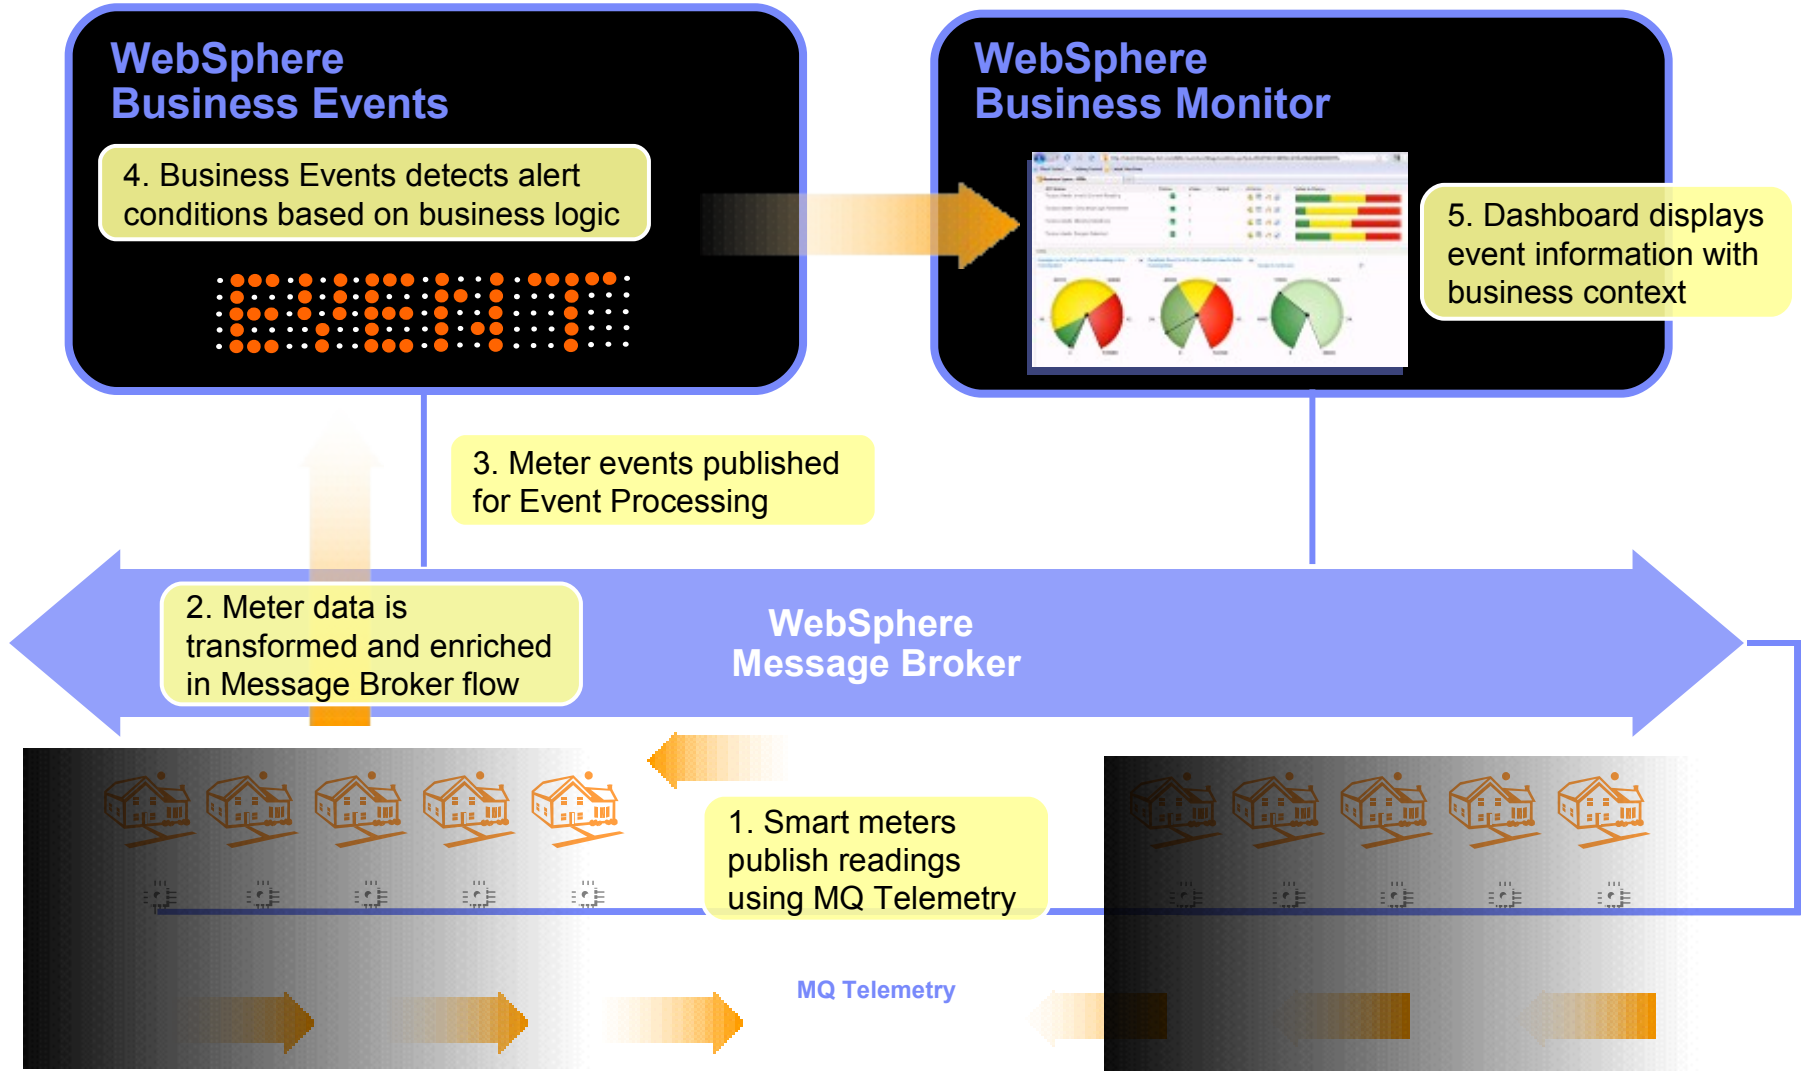 WebSphere
Business Events
4. Business Events detects alert
conditions based on business logic
EVENT
WebSphere
Business Monitor
5. Dashboard displays
event information with
business context
3. Meter events published
for Event Processing
2. Meter data is
transformed and enriched
in Message Broker flow
WebSphere
Message Broker
1. Smart meters
publish readings
using MQ Telemetry
MQ Telemetry